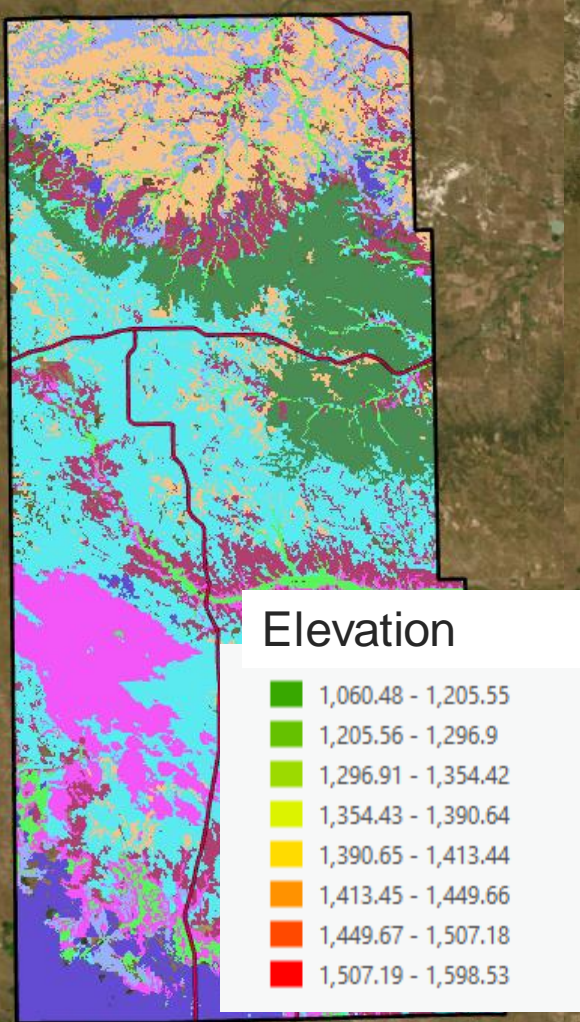 Elevation
1,060.48 - 1,205.55
1,205.56 - 1,296.9
1,296.91 - 1,354.42
1,354.43 - 1,390.64
1,390.65 - 1,413.44
1,413.45 - 1,449.66
1,449.67 - 1,507.18
1,507.19 - 1,598.53